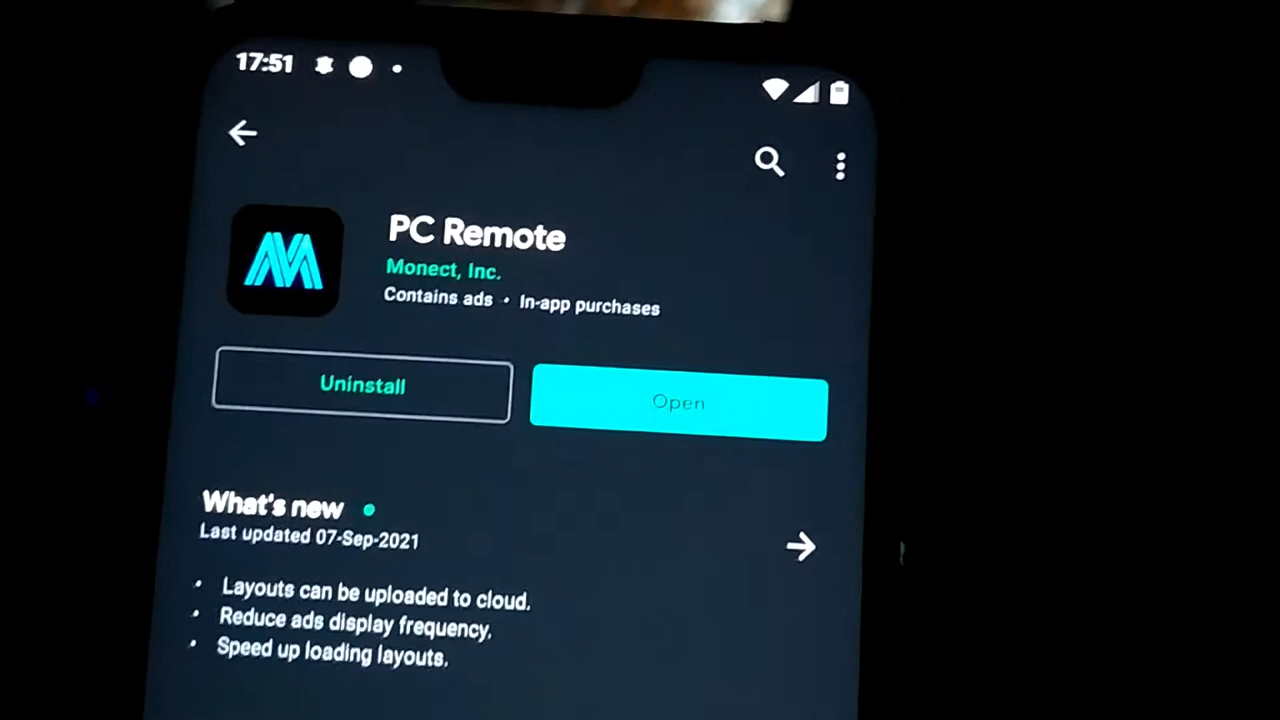 17:51
PC Remote
Monect, Inc.
Contains ads • In-app purchases
Uninstall
Open
What's new
Last updated 07-Sep-2021
• Layouts can be uploaded to cloud.
• Reduce ads display frequency.
• Speed up loading layouts.